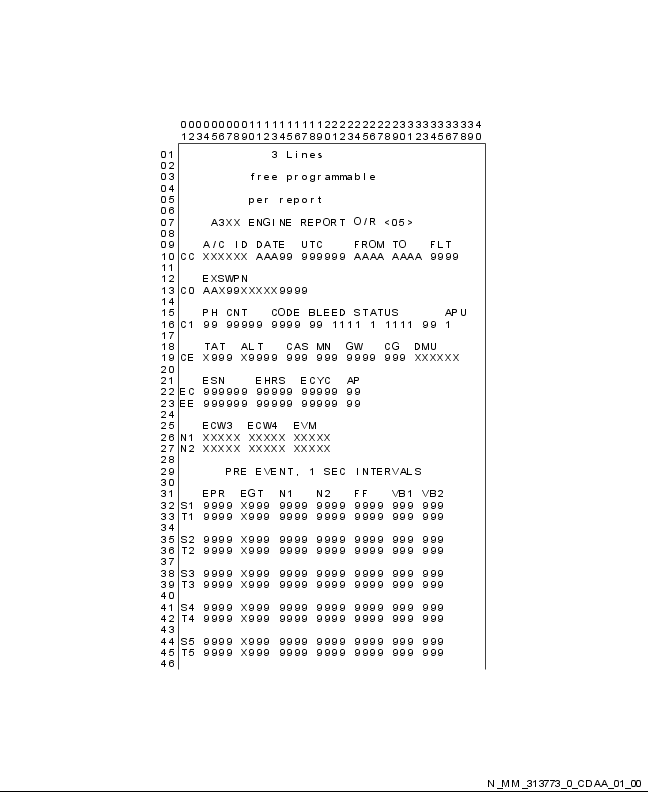 0000000001111111111222222222233333333334
1234567890123456789012345678901234567890
01 3 Lines
02
03 free programmable
04
05 per report
06
07 A3XX ENGINE REPORT O/R <05>
08
09 A/C ID DATE UTC FROM TO FLT
10 CC XXXXXX AAA99 999999 AAAA AAAA 9999
11
12 EXSWPN
13 C0 AAX99XXXXX9999
14
15 PH CNT CODE BLEED STATUS APU
16 C1 99 99999 9999 99 1111 1 1111 99 1
17
18 TAT ALT CAS MN GW CG DMU
19 CE X999 X9999 999 999 9999 999 XXXXXX
20
21 ESN EHRS ECYC AP
22 EC 999999 99999 99999 99
23 EE 999999 99999 99999 99
24
25 ECW3 ECW4 EVM
26 N1 XXXXX XXXXX XXXXX
27 N2 XXXXX XXXXX XXXXX
28
29 PRE EVENT, 1 SEC INTERVALS
30
31 EPR EGT N1 N2 FF VB1 VB2
32 S1 9999 X999 9999 9999 9999 999 999
33 T1 9999 X999 9999 9999 9999 999 999
34
35 S2 9999 X999 9999 9999 9999 999 999
36 T2 9999 X999 9999 9999 9999 999 999
37
38 S3 9999 X999 9999 9999 9999 999 999
39 T3 9999 X999 9999 9999 9999 999 999
40
41 S4 9999 X999 9999 9999 9999 999 999
42 T4 9999 X999 9999 9999 9999 999 999
43
44 S5 9999 X999 9999 9999 9999 999 999
45 T5 9999 X999 9999 9999 9999 999 999
46
N_MM_313773_0_CDAA_01_00